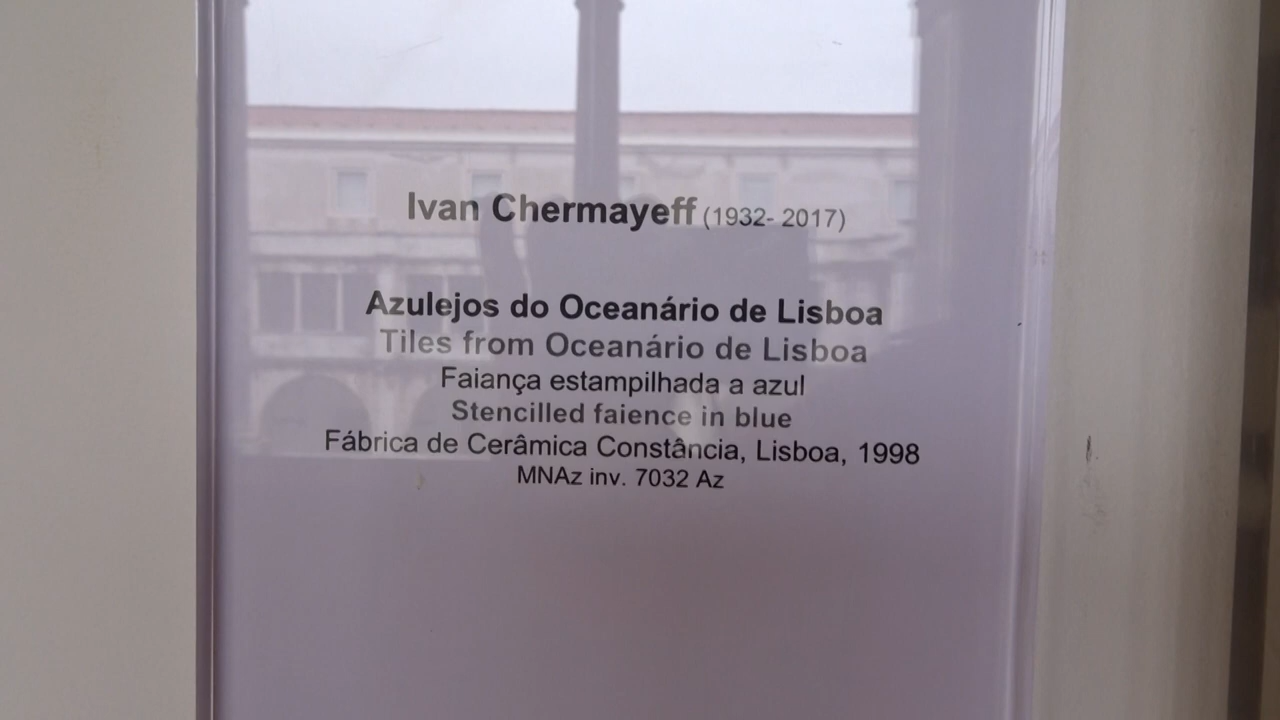 Ivan Chermayeff (1932- 2017)
Azulejos do Oceanário de Lisboa
Tiles from Oceanário de Lisboa
Faiança estampilhada a azul
Stencilled faience in blue
Fábrica de Cerâmica Constância, Lisboa, 1998
MNAz inv. 7032 Az